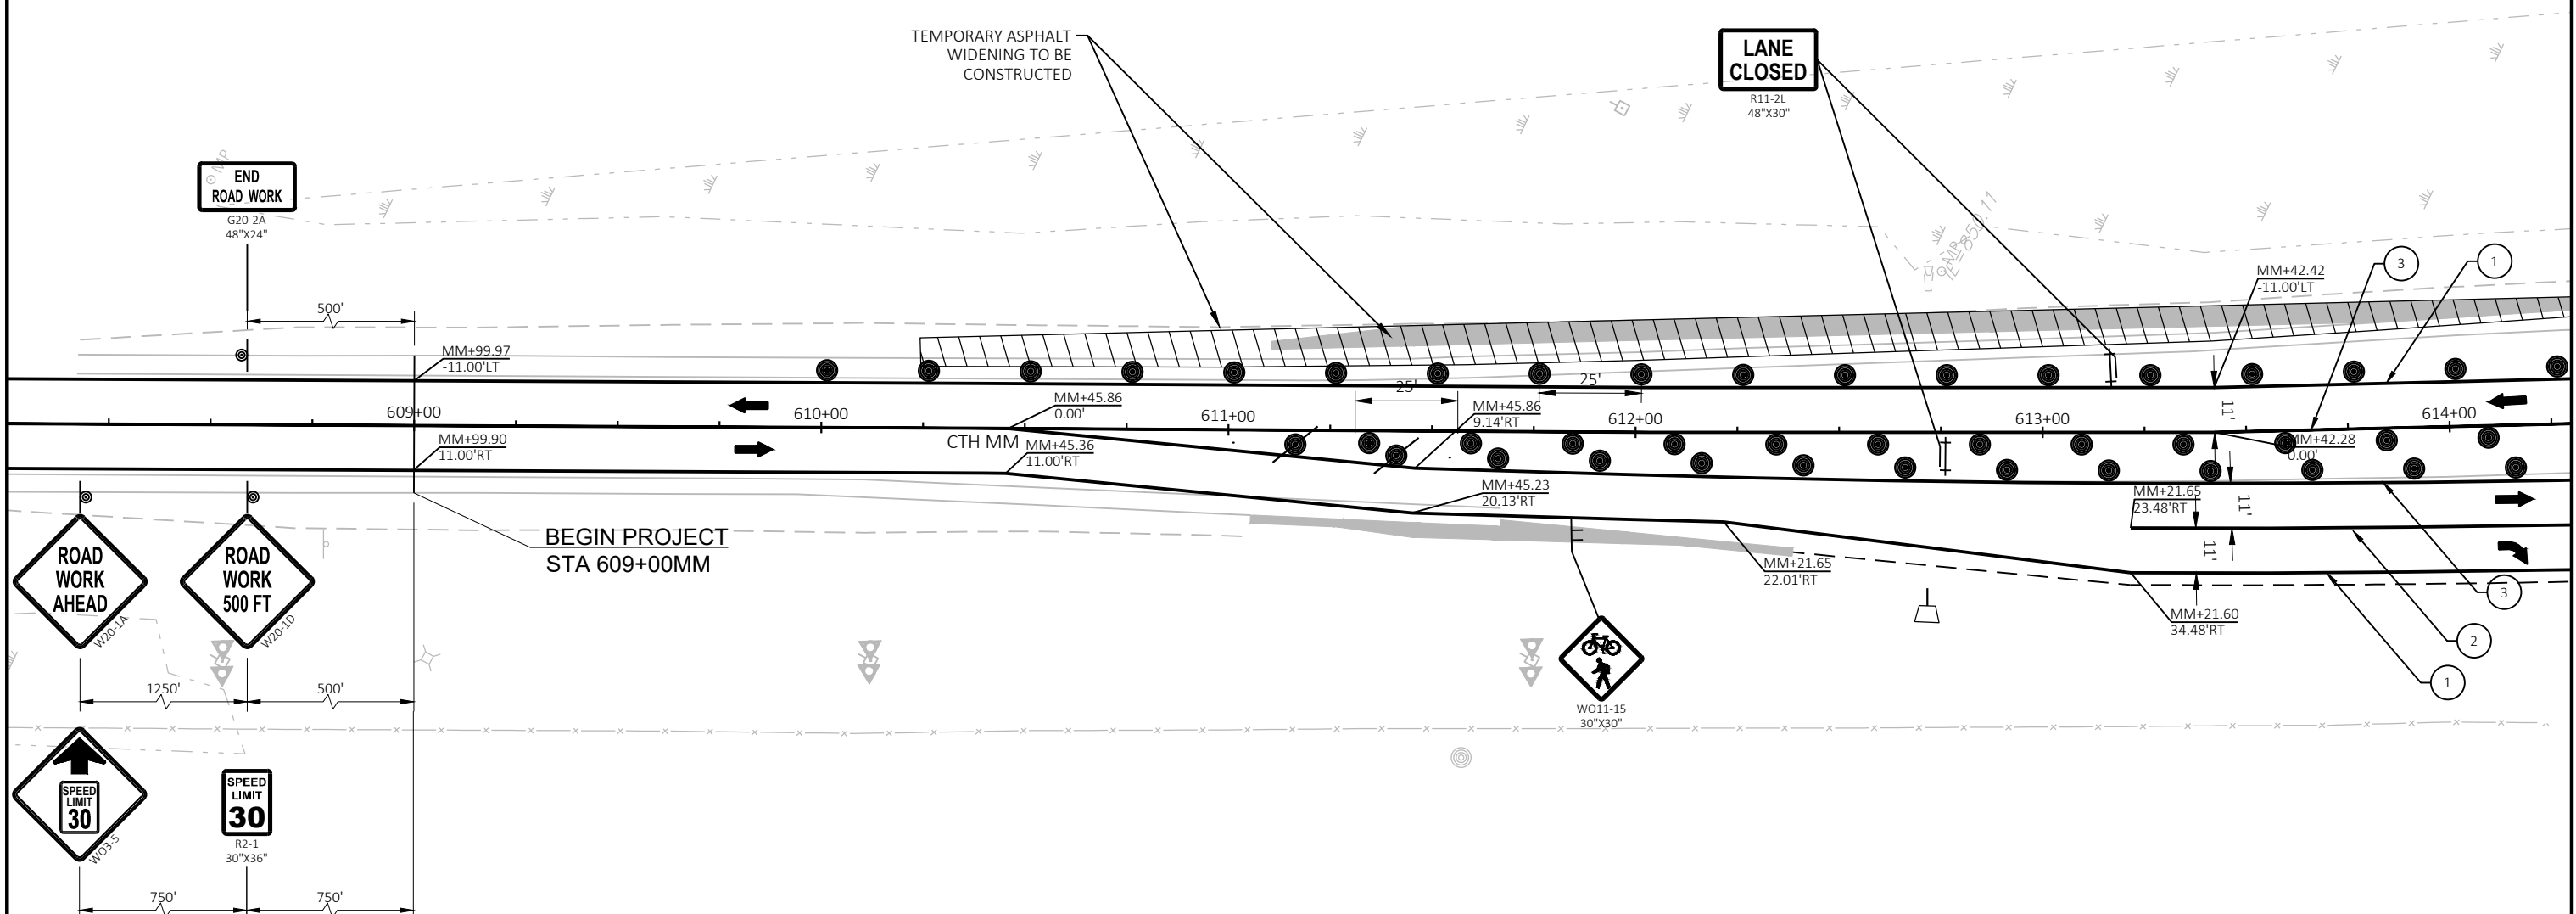 TEMPORARY ASPHALT
WIDENING TO BE
CONSTRUCTED
LANE
CLOSED
R11-2L
48"X30"
MP
END
ROAD WORK
G20-2A
48"X24"
MP
IE=850.11
500'
MM+99.97
-11.00'LT
MM+42.42
-11.00'LT
3
1
25'
25'
609+00
610+00
611+00
612+00
613+00
614+00
MM+45.86
0.00'
MM+45.86
9.14'RT
11'
CTH MM
MM+99.90
11.00'RT
MM+45.36
11.00'RT
MM+42.28
0.00'
MM+45.23
20.13'RT
MM+21.65
23.48'RT
11'
11'
BEGIN PROJECT
STA 609+00MM
ROAD
WORK
AHEAD
W20-1A
ROAD
WORK
500 FT
W20-1D
MM+21.65
22.01'RT
MM+21.60
34.48'RT
3
2
1
WO11-15
30"X30"
1250'
500'
SPEED
LIMIT
30
WO3-5
SPEED
LIMIT
30
R2-1
30"X36"
750'
750'